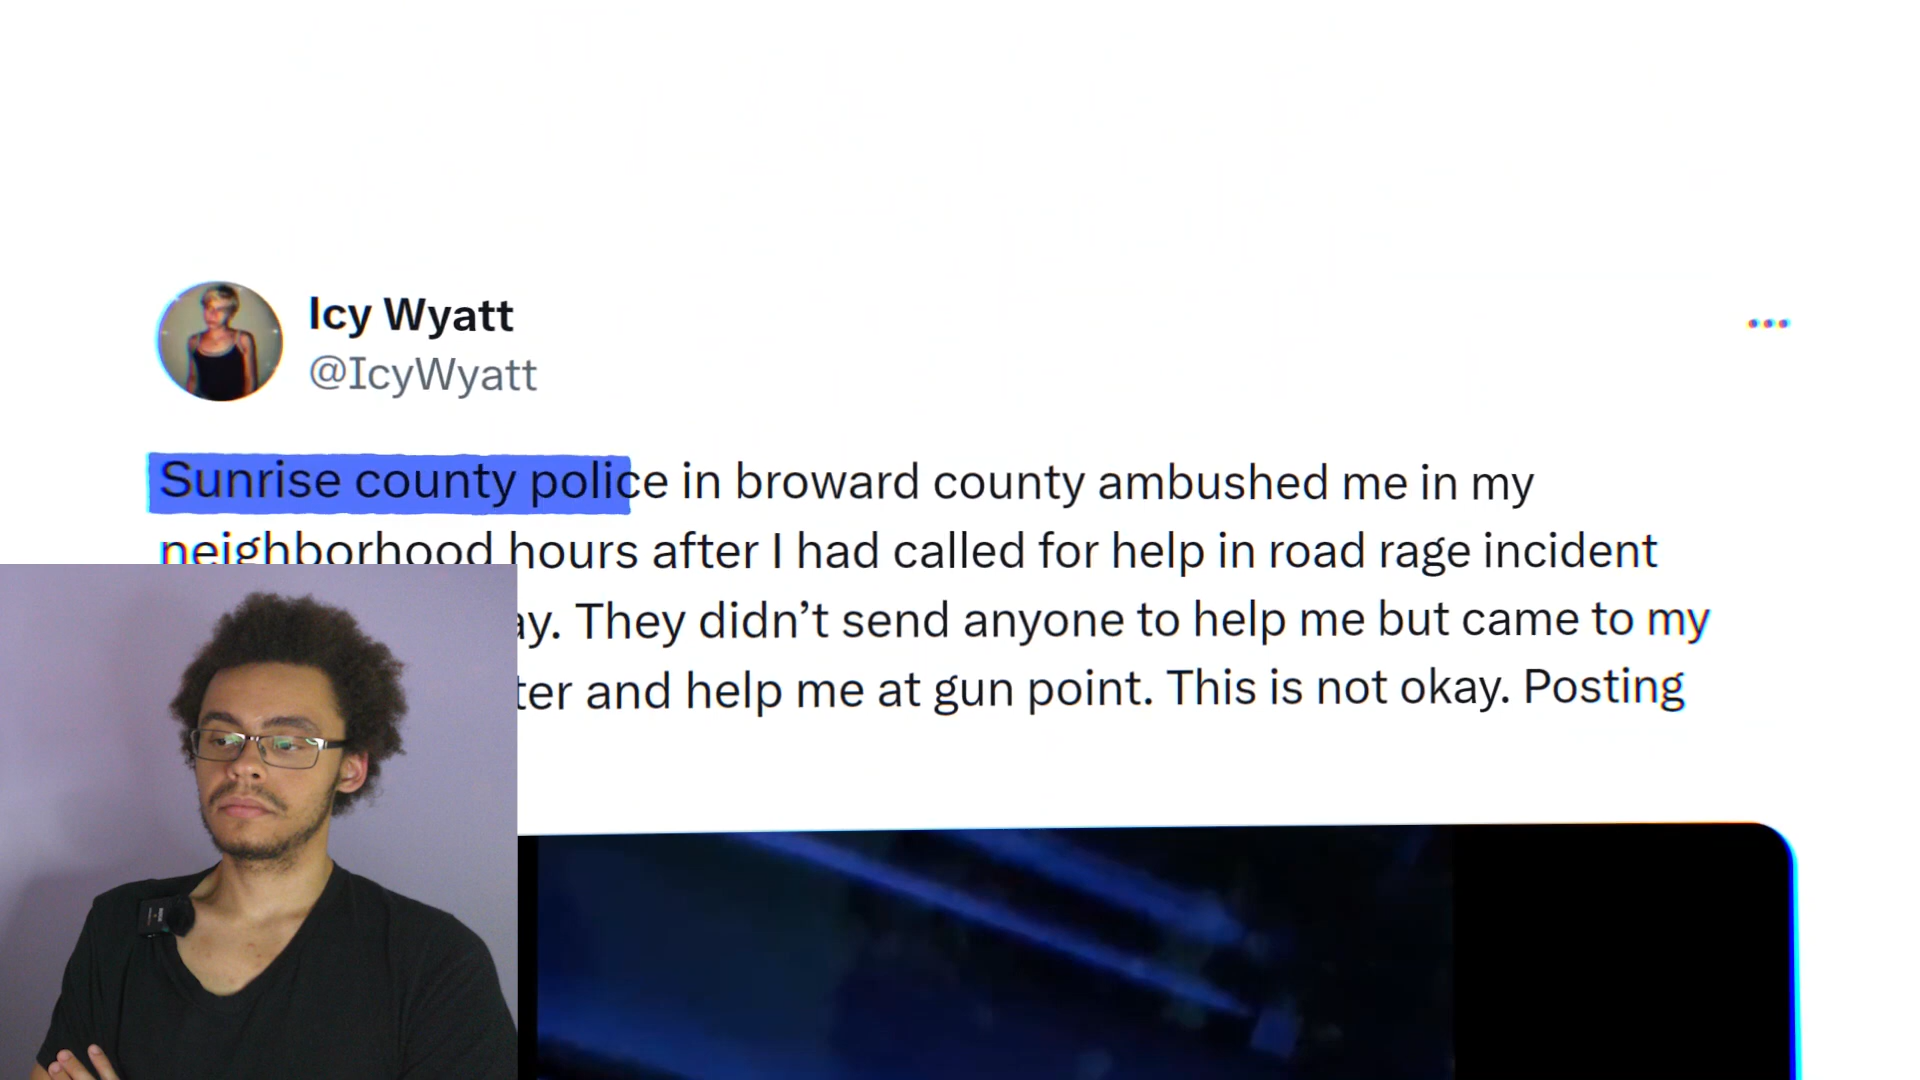 Icy Wyatt
@IcyWyatt
Sunrise county police in broward county ambushed me in my
neighborhood hours after I had called for help in road rage incident
They didn’t send anyone to help me but came to my
and help me at gun point. This is not okay. Posting